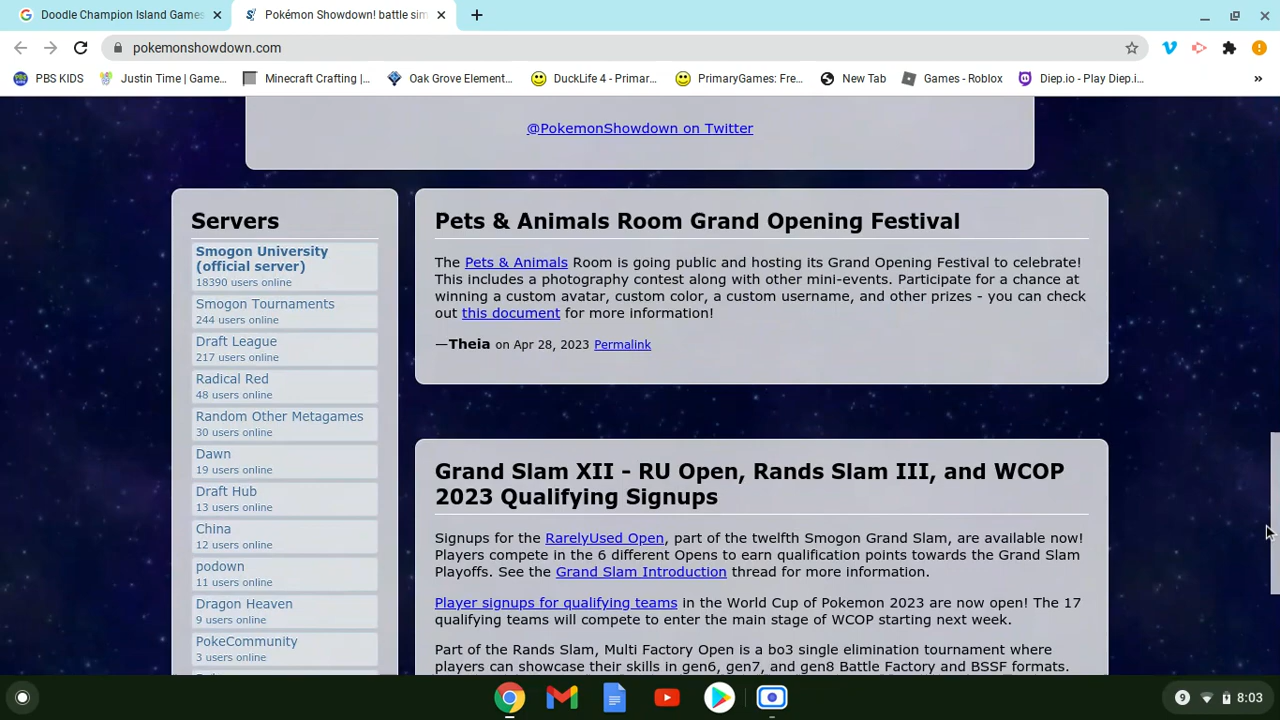 Doodle Champion Island Games
Pokémon Showdown! battle sim
pokemonshowdown.com
PBS KIDS
Justin Time | Game...
Minecraft Crafting |...
Oak Grove Element...
DuckLife 4 - Primar...
PrimaryGames: Fre...
New Tab
Games - Roblox
Diep.io - Play Diep.i...
»
@PokemonShowdown on Twitter
Servers
Smogon University
(official server)
18390 users online
Smogon Tournaments
244 users online
Draft League
217 users online
Radical Red
48 users online
Random Other Metagames
30 users online
Dawn
19 users online
Draft Hub
13 users online
China
12 users online
podown
11 users online
Dragon Heaven
9 users online
PokeCommunity
3 users online
Pets & Animals Room Grand Opening Festival
The Pets & Animals Room is going public and hosting its Grand Opening Festival to celebrate!
This includes a photography contest along with other mini-events. Participate for a chance at
winning a custom avatar, custom color, a custom username, and other prizes - you can check
out this document for more information!
—Theia on Apr 28, 2023 Permalink
Grand Slam XII - RU Open, Rands Slam III, and WCOP
2023 Qualifying Signups
Signups for the RarelyUsed Open, part of the twelfth Smogon Grand Slam, are available now!
Players compete in the 6 different Opens to earn qualification points towards the Grand Slam
Playoffs. See the Grand Slam Introduction thread for more information.
Player signups for qualifying teams in the World Cup of Pokemon 2023 are now open! The 17
qualifying teams will compete to enter the main stage of WCOP starting next week.
Part of the Rands Slam, Multi Factory Open is a bo3 single elimination tournament where
players can showcase their skills in gen6, gen7, and gen8 Battle Factory and BSSF formats.
9
8:03